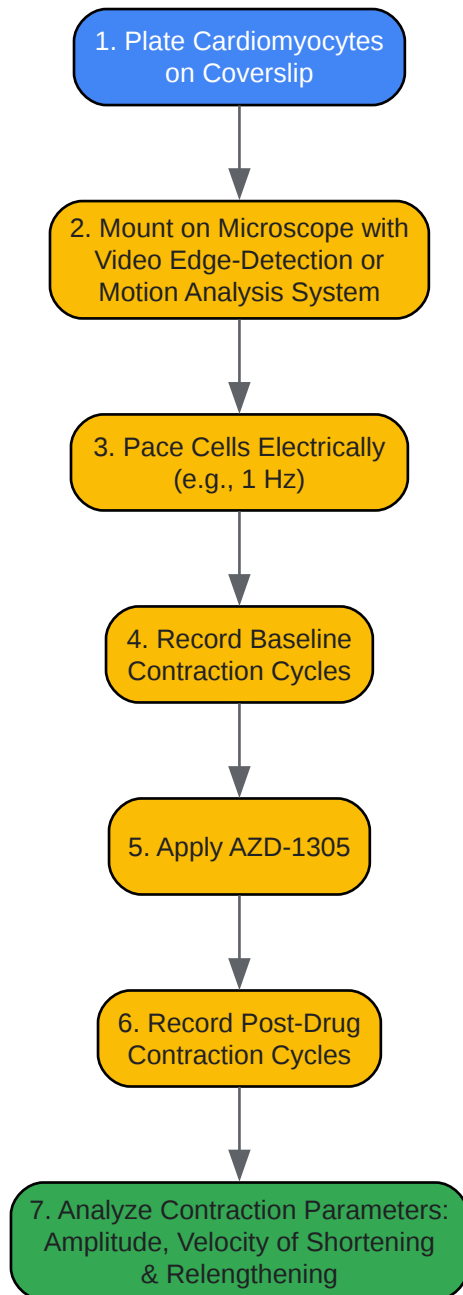 1. Plate Cardiomyocytes
on Coverslip
2. Mount on Microscope with
Video Edge-Detection or
Motion Analysis System
3. Pace Cells Electrically
(e.g., 1 Hz)
4. Record Baseline
Contraction Cycles
5. Apply AZD-1305
6. Record Post-Drug
Contraction Cycles
7. Analyze Contraction Parameters:
Amplitude, Velocity of Shortening
& Relengthening